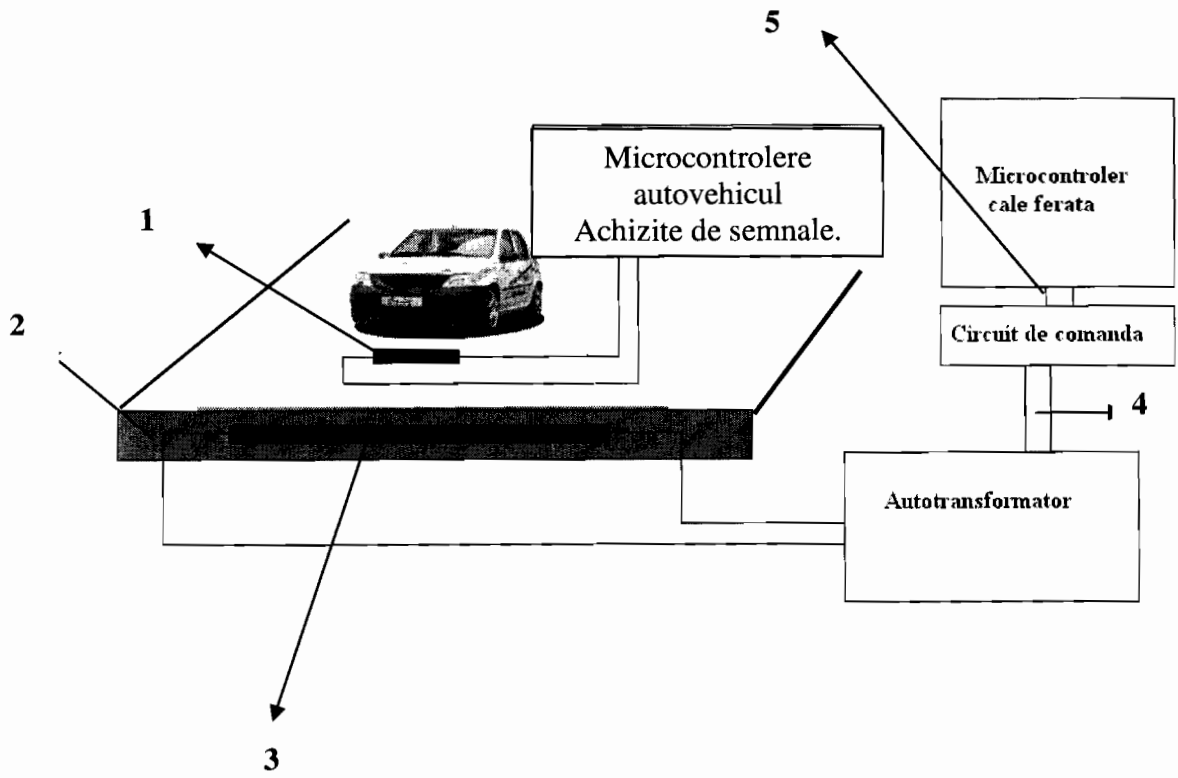 5
Microcontrolere
autovehicul
Achizite de semnale.
Microcontroler
cale ferata
1
2
Circuit de comanda
4
Autotransformator
3